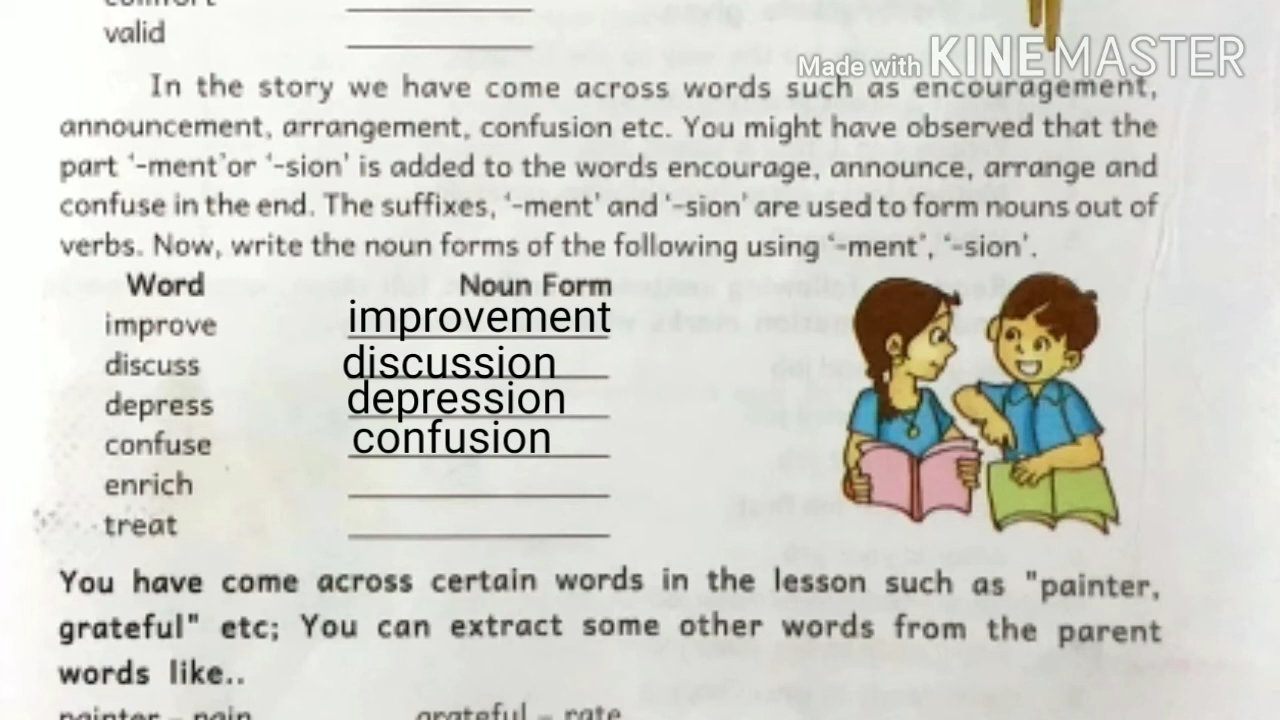 valid
Made with KINEMASTER
In the story we have come across words such as encouragement,
announcement, arrangement, confusion etc. You might have observed that the
part ‘-ment’or ‘-sion’ is added to the words encourage, announce, arrange and
confuse in the end. The suffixes, ‘-ment’ and ‘-sion’ are used to form nouns out of
verbs. Now, write the noun forms of the following using ‘-ment’, ‘-sion’.
Word Noun Form
improve improvement
discuss discussion
depress depression
confuse confusion
enrich
treat
You have come across certain words in the lesson such as "painter,
grateful" etc; You can extract some other words from the parent
words like..
painter – pain grateful – rate